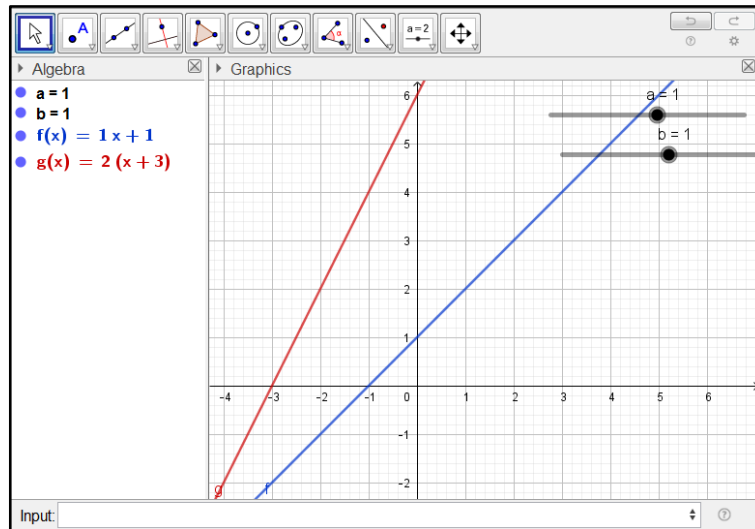 A
α
a=2
Algebra
Graphics
a = 1
b = 1
f(x) = 1 x + 1
g(x) = 2 (x + 3)
a = 1
b = 1
6
5
4
3
2
1
0
-1
-2
-4 -3 -2 -1 0 1 2 3 4 5 6
g
f
Input: